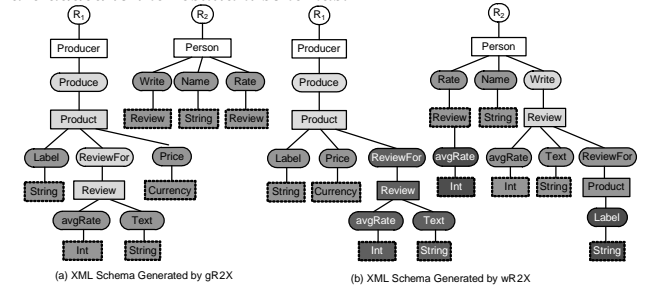 R1 R2 R1 R2
Producer Person Producer Person
Produce Write Name Rate Produce Rate Name Write
Product Review String Review Product Review String Review
Label ReviewFor Price Label Price ReviewFor avgRate avgRate Text ReviewFor
String Review Currency String Currency Review Int Int String Product
avgRate Text avgRate Text Label
Int String Int String String
(a) XML Schema Generated by gR2X (b) XML Schema Generated by wR2X